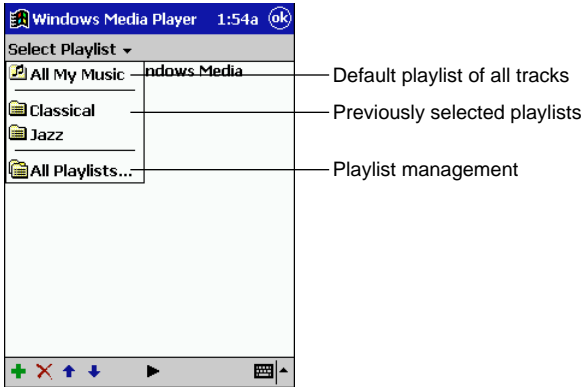 Windows Media Player 1:54a ok
Select Playlist
All My Music
ndows Media
Default playlist of all tracks
Classical
Previously selected playlists
Jazz
All Playlists...
Playlist management